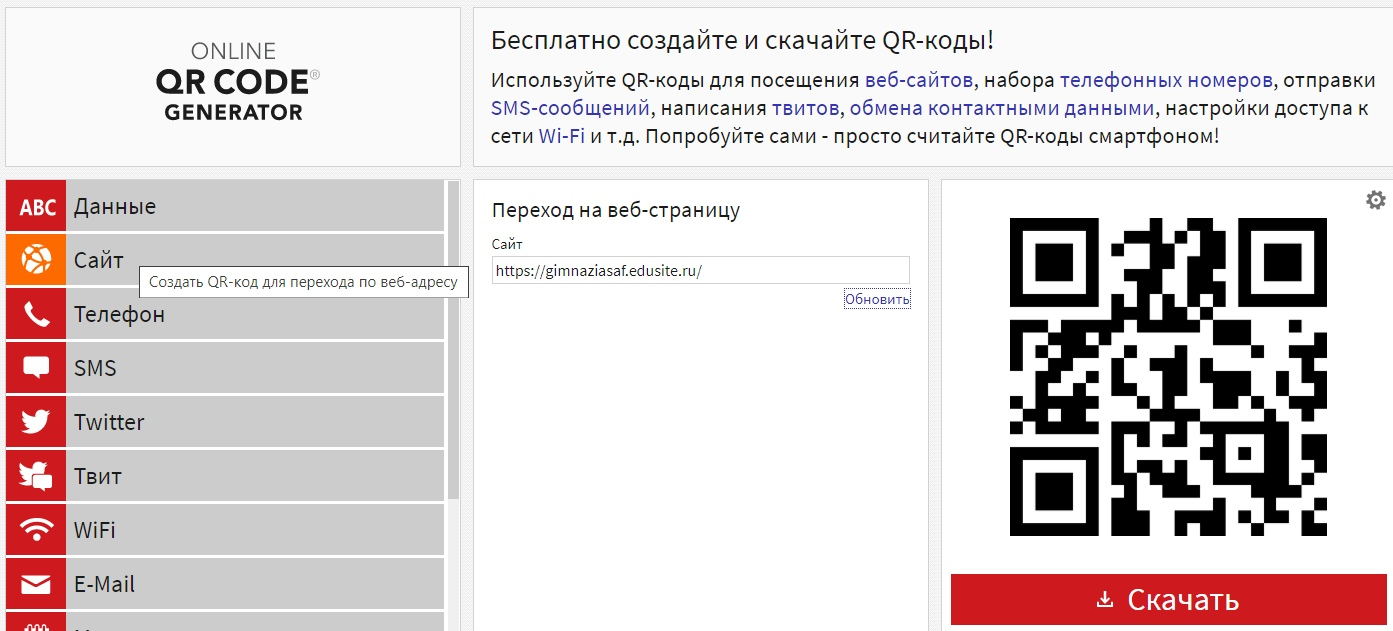 ONLINE
QR CODE®
GENERATOR
Бесплатно создайте и скачайте QR-коды!
Используйте QR-коды для посещения веб-сайтов, набора телефонных номеров, отправки
SMS-сообщений, написания твитов, обмена контактными данными, настройки доступа к
сети Wi-Fi и т.д. Попробуйте сами - просто считайте QR-коды смартфоном!
ABC Данные
Сайт
Создать QR-код для перехода по веб-адресу
Телефон
SMS
Twitter
Твит
WiFi
E-Mail
Переход на веб-страницу
Сайт
https://gimnaziasaf.edusite.ru/
Обновить
Скачать